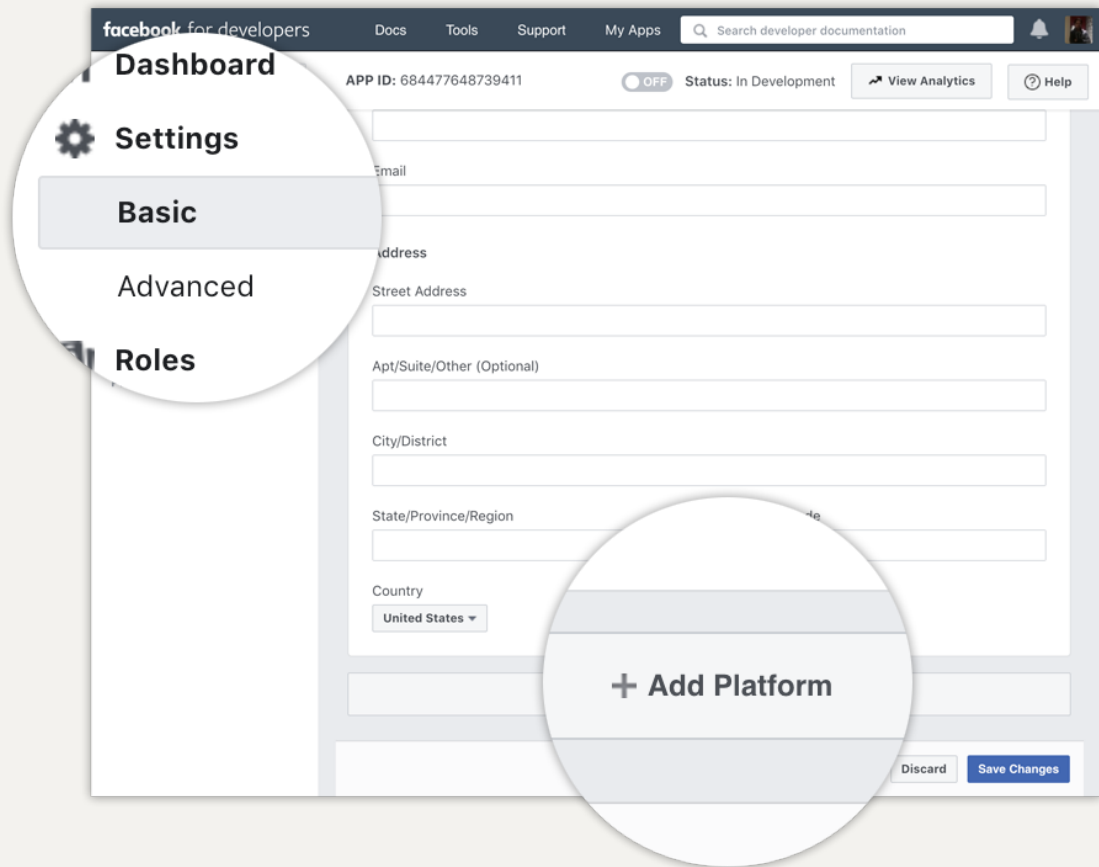 facebook for developers Docs Tools Support My Apps Search developer documentation
Dashboard
APP ID: 684477648739411 OFF Status: In Development View Analytics Help
Settings
Basic
Advanced
Roles
Email
Address
Street Address
Apt/Suite/Other (Optional)
City/District
State/Province/Region
Country
United States
+ Add Platform
Discard Save Changes